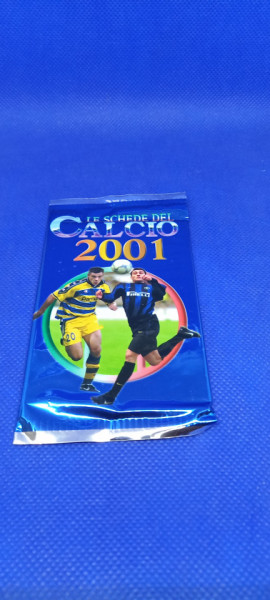 LE SCHEDE DEL
CALCIO
2001
PIRELLI